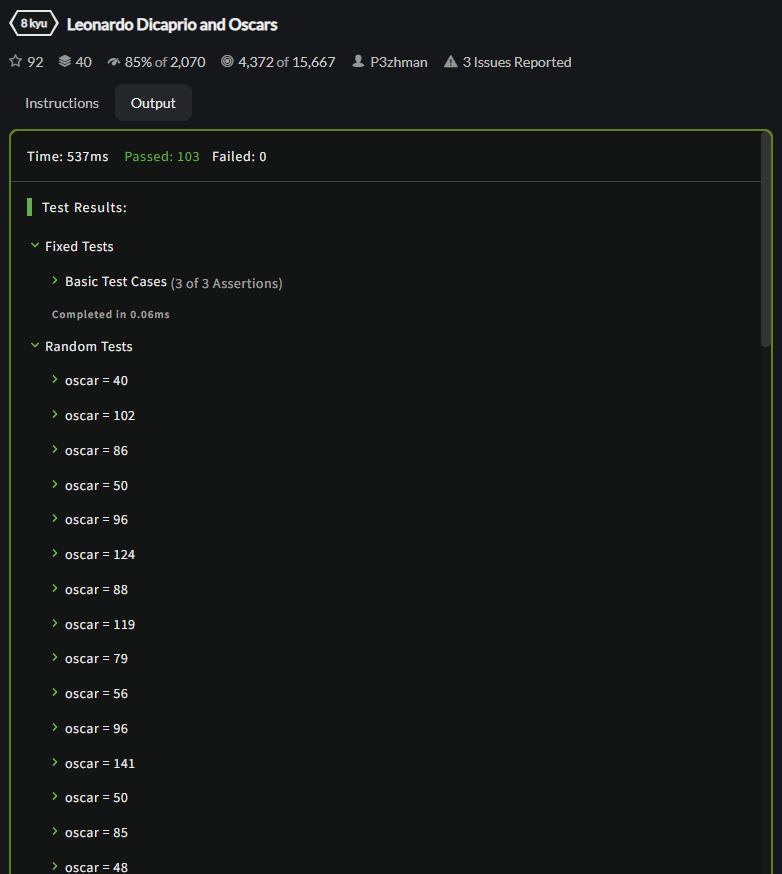 8 kyu Leonardo Dicaprio and Oscars
92 40 85% of 2,070 4,372 of 15,667 P3zhman 3 Issues Reported
Instructions Output
Time: 537ms Passed: 103 Failed: 0
Test Results:
Fixed Tests
Basic Test Cases (3 of 3 Assertions)
Completed in 0.06ms
Random Tests
oscar = 40
oscar = 102
oscar = 86
oscar = 50
oscar = 96
oscar = 124
oscar = 88
oscar = 119
oscar = 79
oscar = 56
oscar = 96
oscar = 141
oscar = 50
oscar = 85
oscar = 48